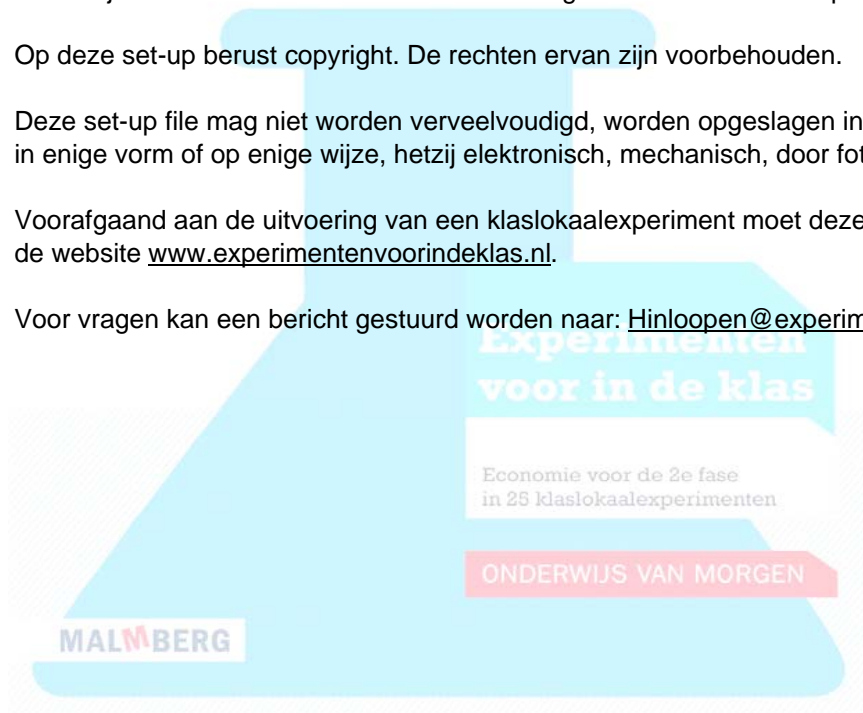 Op deze set-up berust copyright. De rechten ervan zijn voorbehouden.
Deze set-up file mag niet worden verveelvoudigd, worden opgeslagen in
in enige vorm of op enige wijze, hetzij elektronisch, mechanisch, door
Voorafgaand aan de uitvoering van een klaslokaalexperiment moet deze
de website www.experimentenvoorindeklas.nl.
Voor vragen kan een bericht gestuurd worden naar: Hinloopen@experim
Experimenten
voor in de klas
Economie voor de 2e fase
in 25 klaslokaalexperimenten
ONDERWIJS VAN MORGEN
MALMBERG